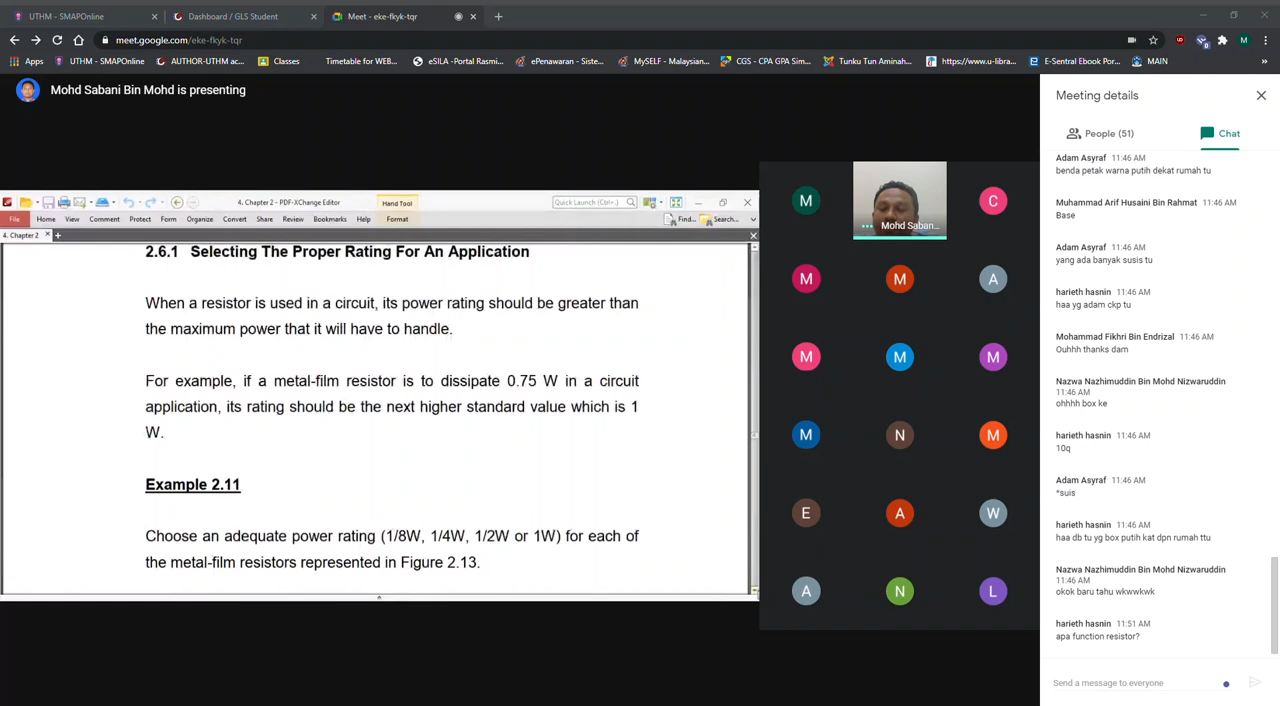 UTHM - SMAPOnline
Dashboard / GLS Student
Meet - eke-fkyk-tqr
meet.google.com/eke-fkyk-tqr
Apps
UTHM - SMAPOnline
AUTHOR-UTHM ac...
Classes
Timetable for WEB...
eSILA -Portal Rasmi...
ePenawaran - Siste...
MySELF - Malaysian...
CGS - CPA GPA Sim...
Tunku Tun Aminah...
https://www.u-libra...
E-Sentral Ebook Por...
MAIN
»
Mohd Sabani Bin Mohd is presenting
4. Chapter 2 - PDF-XChange Editor
Hand Tool
Quick Launch (Ctrl+.)
File Home View Comment Protect Form Organize Convert Share Review Bookmarks Help Format
Find...
Search...
4. Chapter 2
2.6.1 Selecting The Proper Rating For An Application
When a resistor is used in a circuit, its power rating should be greater than
the maximum power that it will have to handle.
For example, if a metal-film resistor is to dissipate 0.75 W in a circuit
application, its rating should be the next higher standard value which is 1
W.
Example 2.11
Choose an adequate power rating (1/8W, 1/4W, 1/2W or 1W) for each of
the metal-film resistors represented in Figure 2.13.
M
Mohd Saban...
C
M
M
A
M
M
M
M
N
M
E
A
W
A
N
L
Meeting details
People (51)
Chat
Adam Asyraf 11:46 AM
benda petak warna putih dekat rumah tu
Muhammad Arif Husaini Bin Rahmat 11:46 AM
Base
Adam Asyraf 11:46 AM
yang ada banyak susis tu
harieth hasnin 11:46 AM
haa yg adam ckp tu
Mohammad Fikhri Bin Endrizal 11:46 AM
Ouhhh thanks dam
Nazwa Nazhimuddin Bin Mohd Nizwaruddin
11:46 AM
ohhhh box ke
harieth hasnin 11:46 AM
10q
Adam Asyraf 11:46 AM
*suis
harieth hasnin 11:46 AM
haa db tu yg box putih kat dpn rumah ttu
Nazwa Nazhimuddin Bin Mohd Nizwaruddin
11:46 AM
okok baru tahu wkwwkwk
harieth hasnin 11:51 AM
apa function resistor?
Send a message to everyone